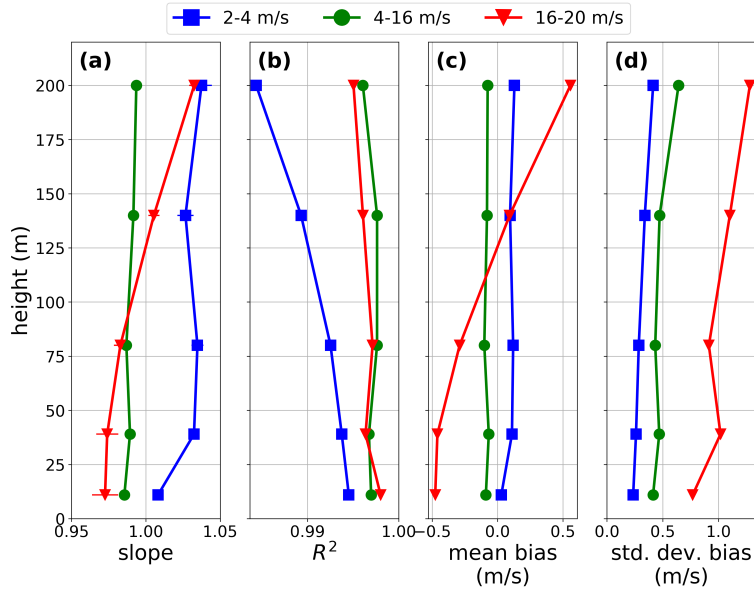 2-4 m/s 4-16 m/s 16-20 m/s
(a) (b) (c) (d)
200
175
150
125
100
75
50
25
0
height (m)
0.95 1.00 1.05 0.99 1.00 −0.5 0.0 0.5 0.0 0.5 1.0
slope R² mean bias std. dev. bias
(m/s) (m/s)